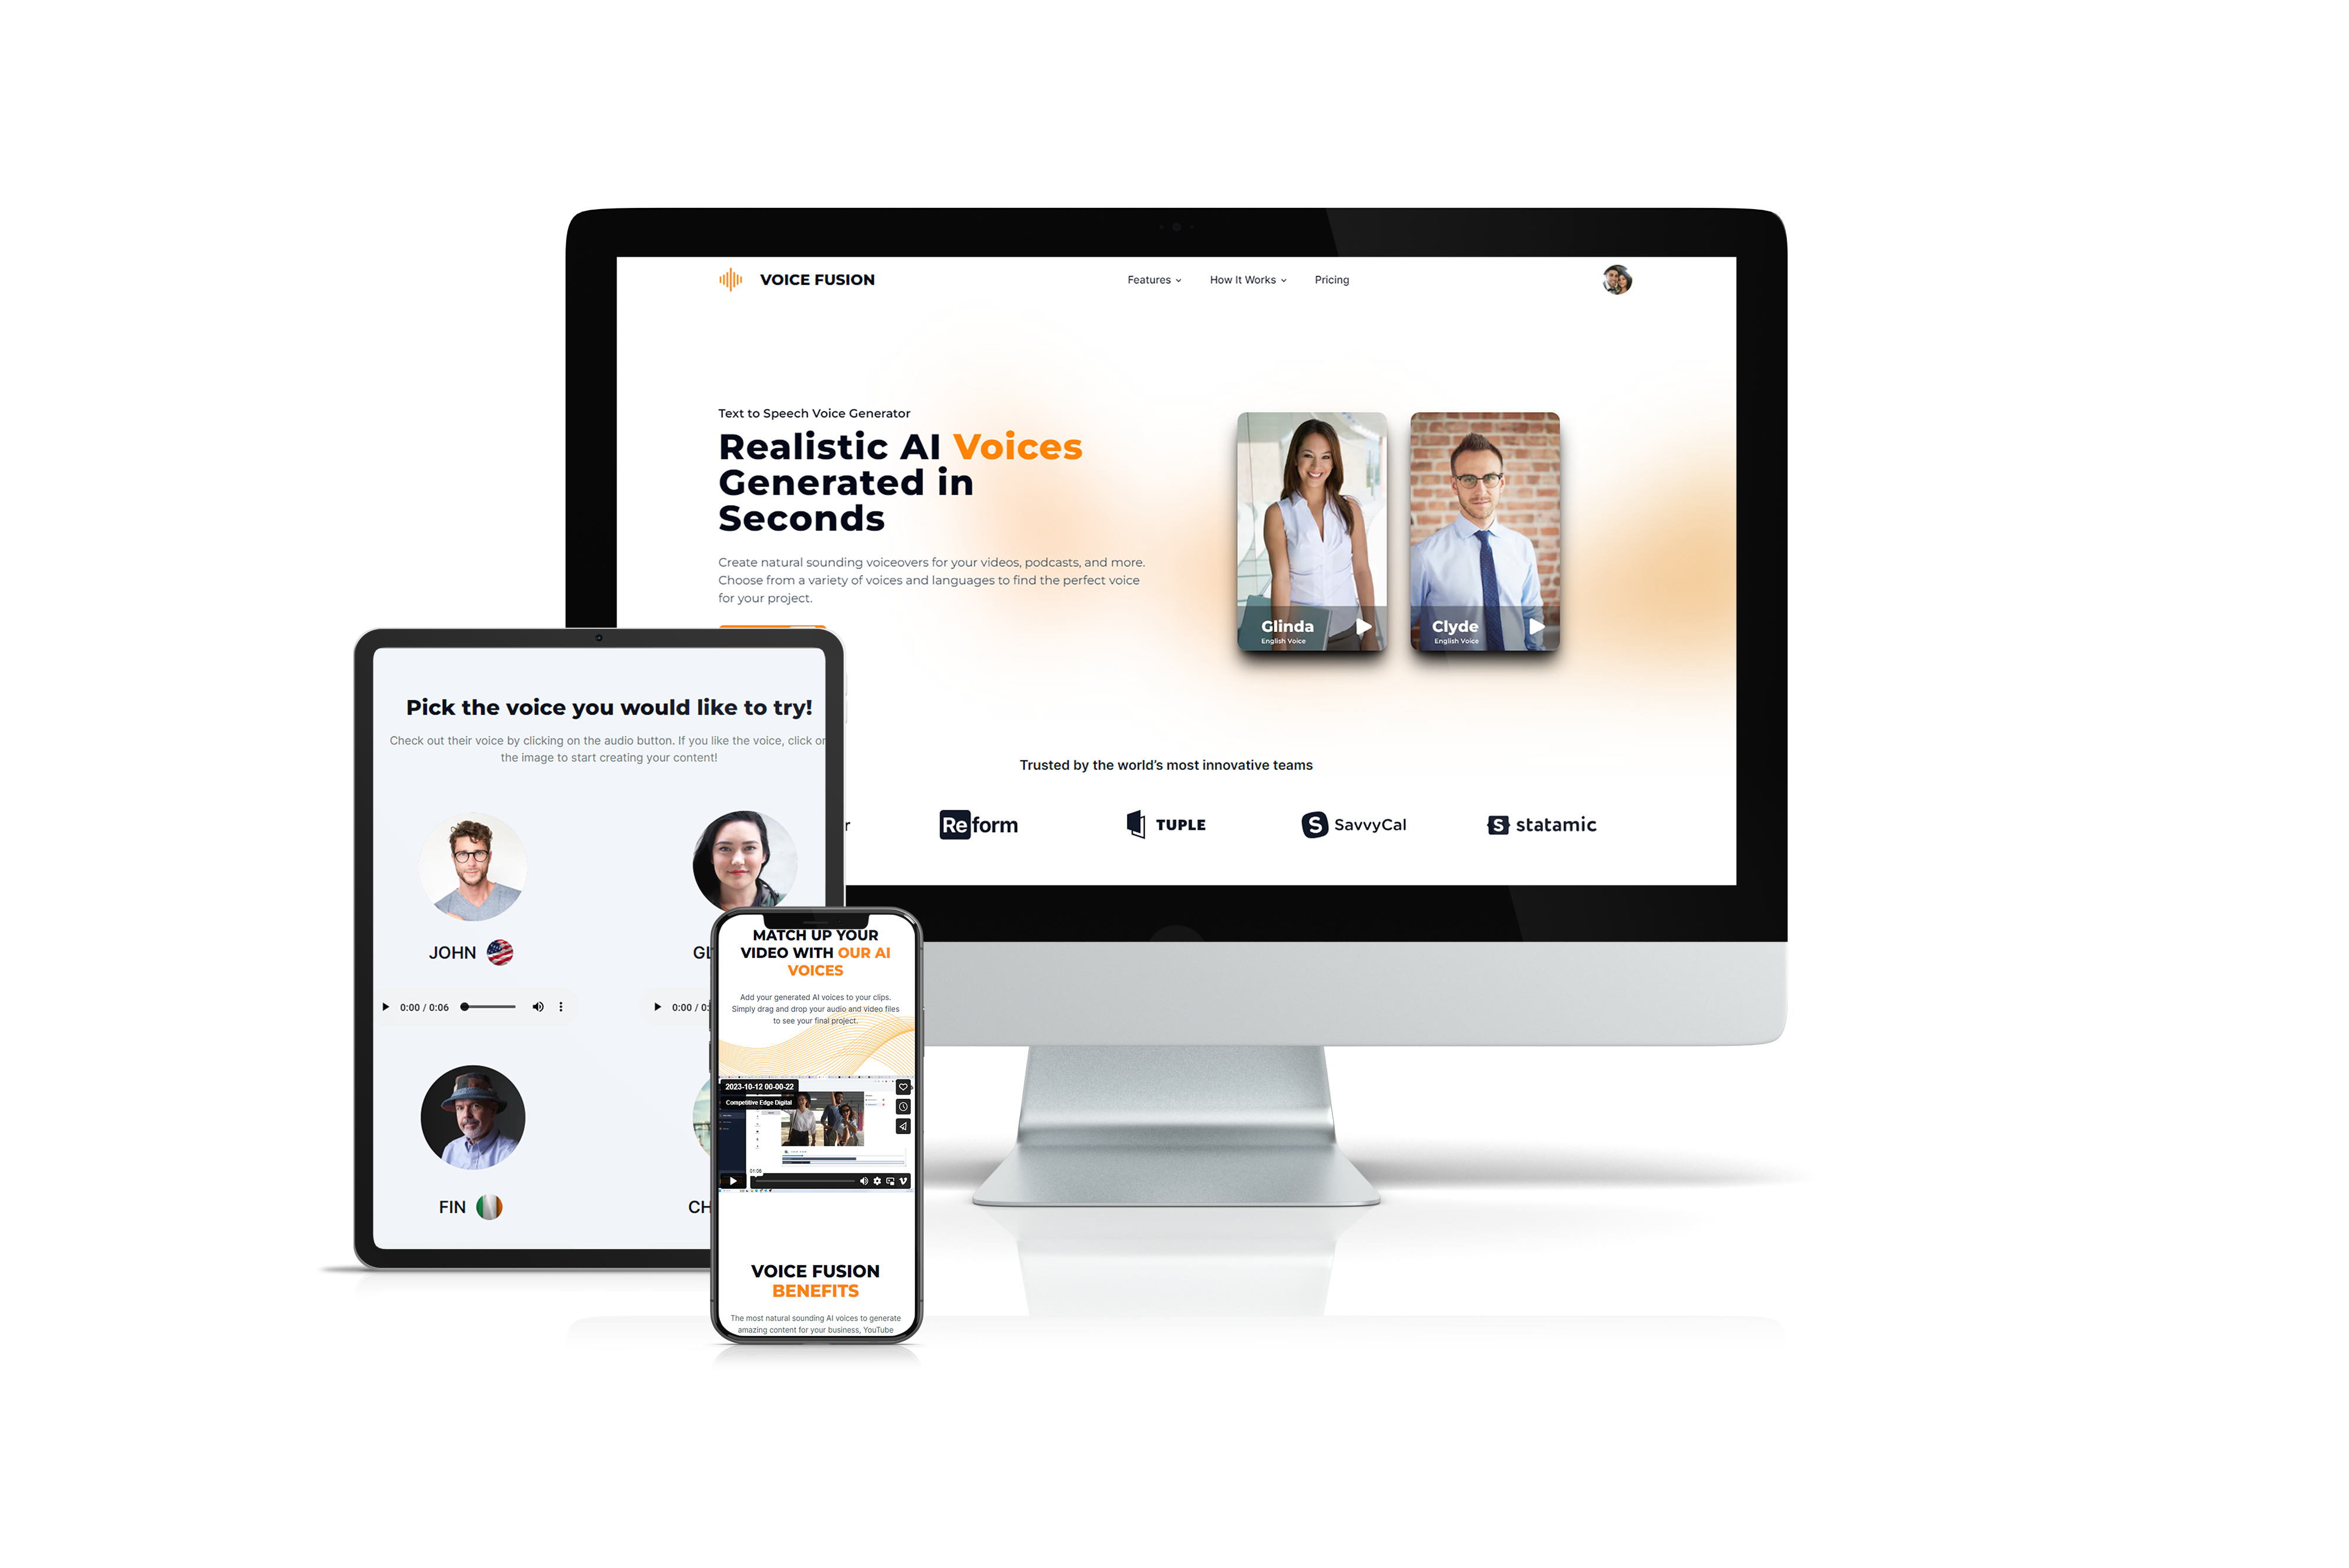 VOICE FUSION
Features
How It Works
Pricing
Text to Speech Voice Generator
Realistic AI Voices
Generated in
Seconds
Create natural sounding voiceovers for your videos, podcasts, and more.
Choose from a variety of voices and languages to find the perfect voice
for your project.
Glinda
English Voice
Clyde
English Voice
Trusted by the world's most innovative teams
r
Reform
TUPLE
S SavvyCal
S statamic
Pick the voice you would like to try!
Check out their voice by clicking on the audio button. If you like the voice, click or
the image to start creating your content!
JOHN
GL
0:00 / 0:06
0:00 / 0:
FIN
CH
MATCH UP YOUR
VIDEO WITH OUR AI
VOICES
Add your generated AI voices to your clips.
Simply drag and drop your audio and video files
to see your final project.
2023-10-12 00-00-22
Competitive Edge Digital
01:06
VOICE FUSION
BENEFITS
The most natural sounding AI voices to generate
amazing content for your business, YouTube